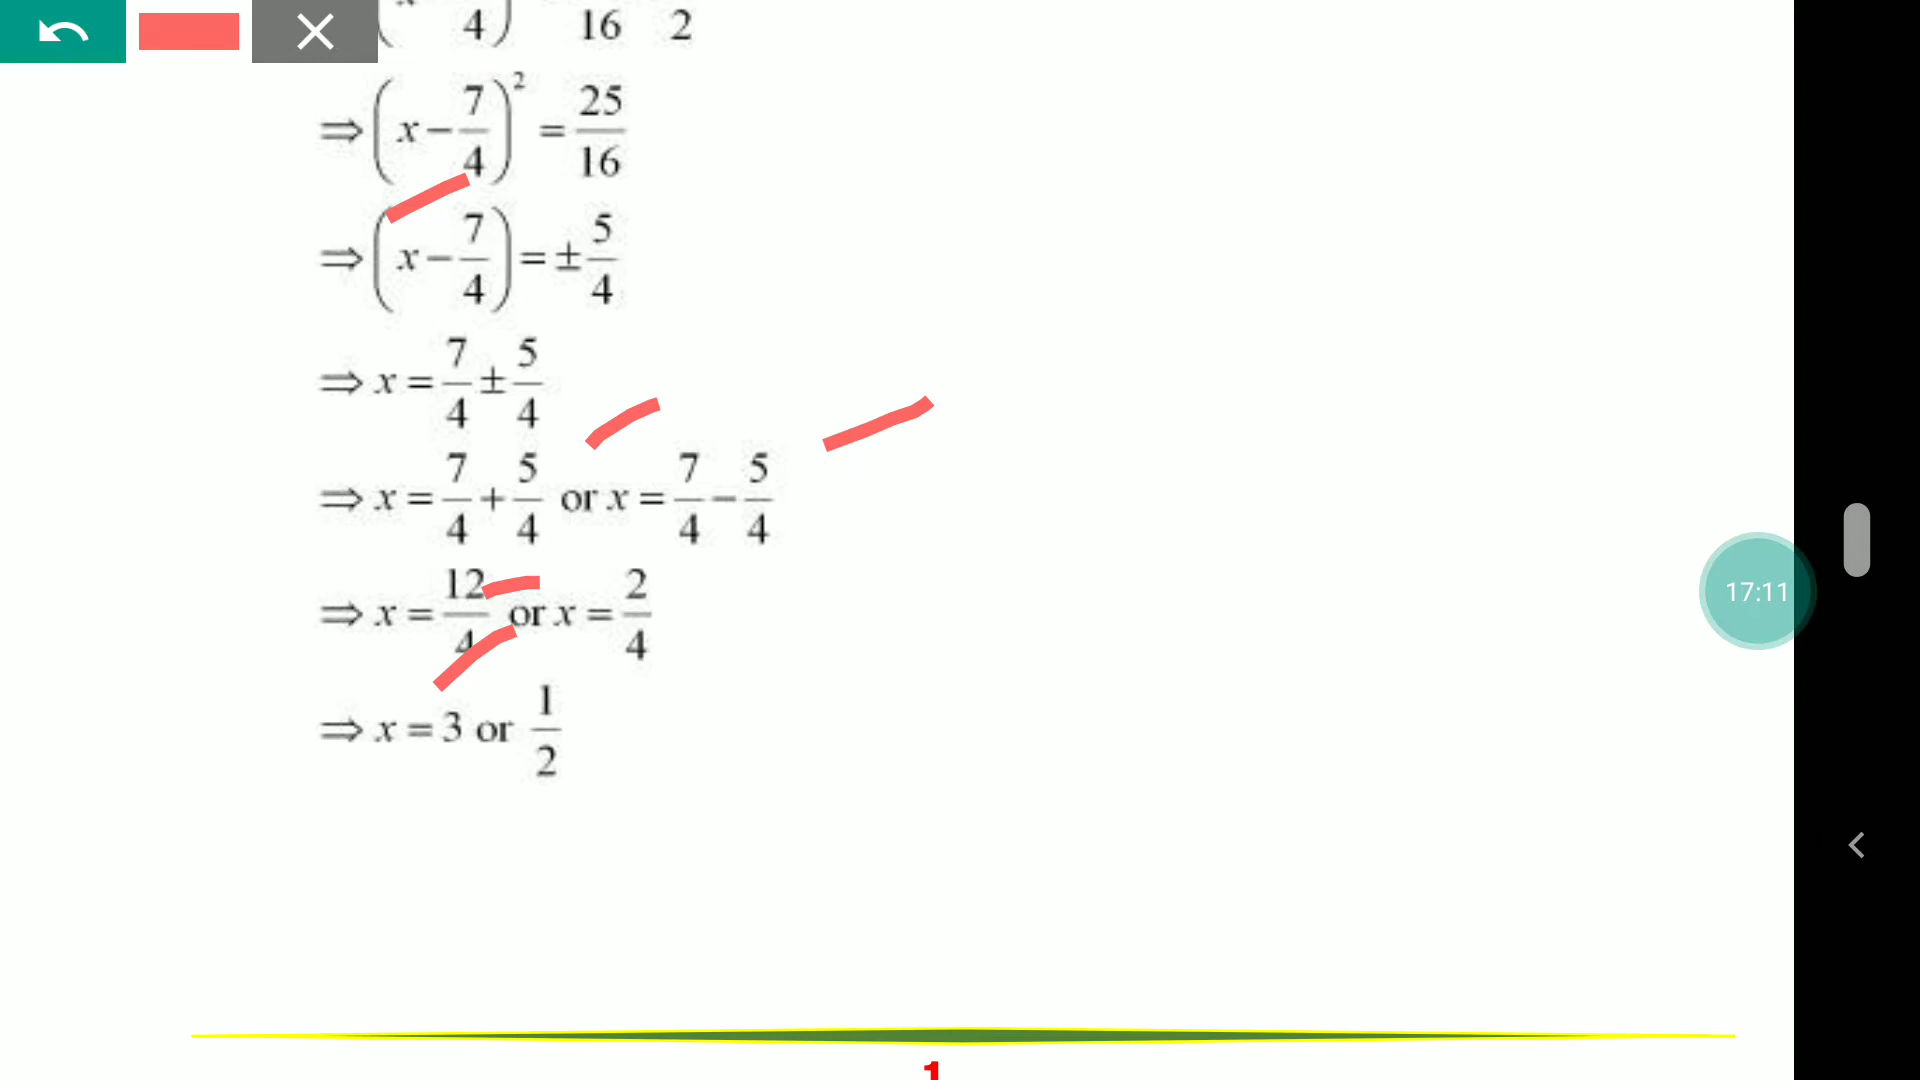 4) 16 2
⇒ (x − 7/4)² = 25/16
⇒ (x − 7/4) = ± 5/4
⇒ x = 7/4 ± 5/4
⇒ x = 7/4 + 5/4 or x = 7/4 − 5/4
⇒ x = 12/4 or x = 2/4
⇒ x = 3 or 1/2
17:11
1